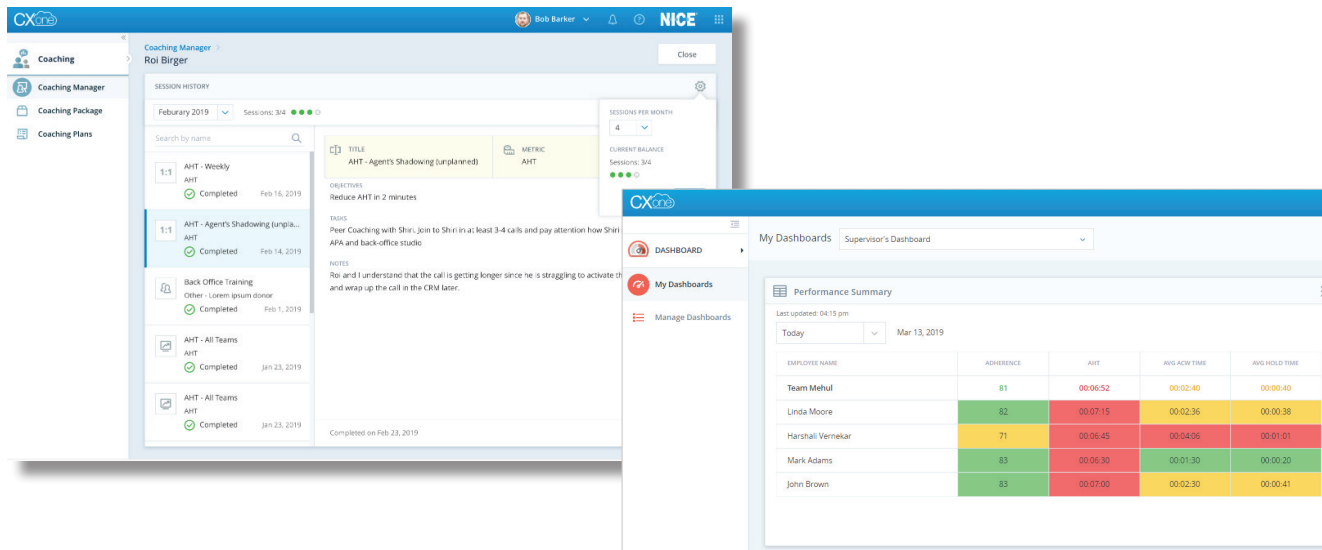 CXone
Bob Barker
NICE
Coaching
Coaching Manager
Coaching Package
Coaching Plans
Coaching Manager
Roi Birger
Close
SESSION HISTORY
Feburary 2019
Sessions: 3/4
Search by name
1:1
AHT - Weekly
AHT
Completed
Feb 16, 2019
1:1
AHT - Agent's Shadowing (unpla...
AHT
Completed
Feb 14, 2019
Back Office Training
Other - Lorem ipsum donor
Completed
Feb 1, 2019
AHT - All Teams
AHT
Completed
Jan 23, 2019
AHT - All Teams
AHT
Completed
Jan 23, 2019
TITLE
AHT - Agent's Shadowing (unplanned)
METRIC
AHT
OBJECTIVES
Reduce AHT in 2 minutes
TASKS
Peer Coaching with Shiri. Join to Shiri in at least 3-4 calls and pay attention how Shiri
APA and back-office studio
NOTES
Roi and I understand that the call is getting longer since he is straggling to activate th
and wrap up the call in the CRM later.
Completed on Feb 23, 2019
SESSIONS PER MONTH
4
CURRENT BALANCE
Sessions: 3/4
CXone
DASHBOARD
My Dashboards
Manage Dashboards
My Dashboards
Supervisor's Dashboard
Performance Summary
Last updated: 04:15 pm
Today
Mar 13, 2019
EMPLOYEE NAME ADHERENCE AHT AVG ACW TIME AVG HOLD TIME
Team Mehul 81 00:06:52 00:02:40 00:00:40
Linda Moore 82 00:07:15 00:02:36 00:00:38
Harshali Vernekar 71 00:06:45 00:04:06 00:01:01
Mark Adams 83 00:06:30 00:01:30 00:00:20
John Brown 83 00:07:00 00:02:30 00:00:41